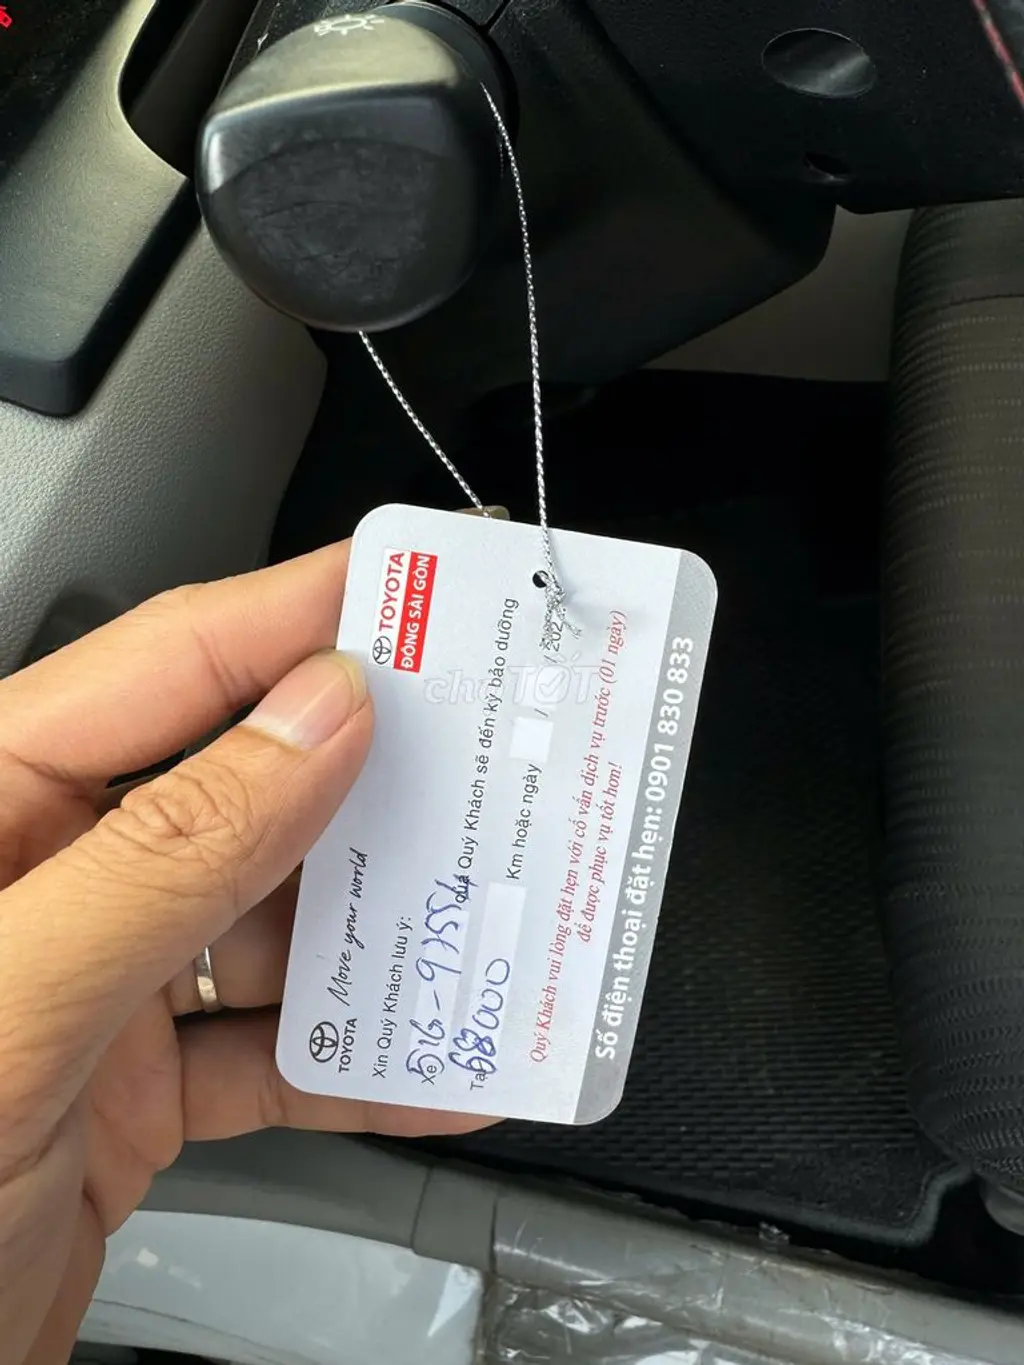 TOYOTA
Move your world
TOYOTA
ĐÔNG SÀI GÒN
Xin Quý Khách lưu ý:
Xe 51G - 97554 của Quý Khách sẽ đến kỳ bảo dưỡng
Tại 68000 Km hoặc ngày / / 202
Quý Khách vui lòng đặt hẹn với cố vấn dịch vụ trước (01 ngày)
để được phục vụ tốt hơn!
Số điện thoại đặt hẹn: 0901 830 833
chợTỐT